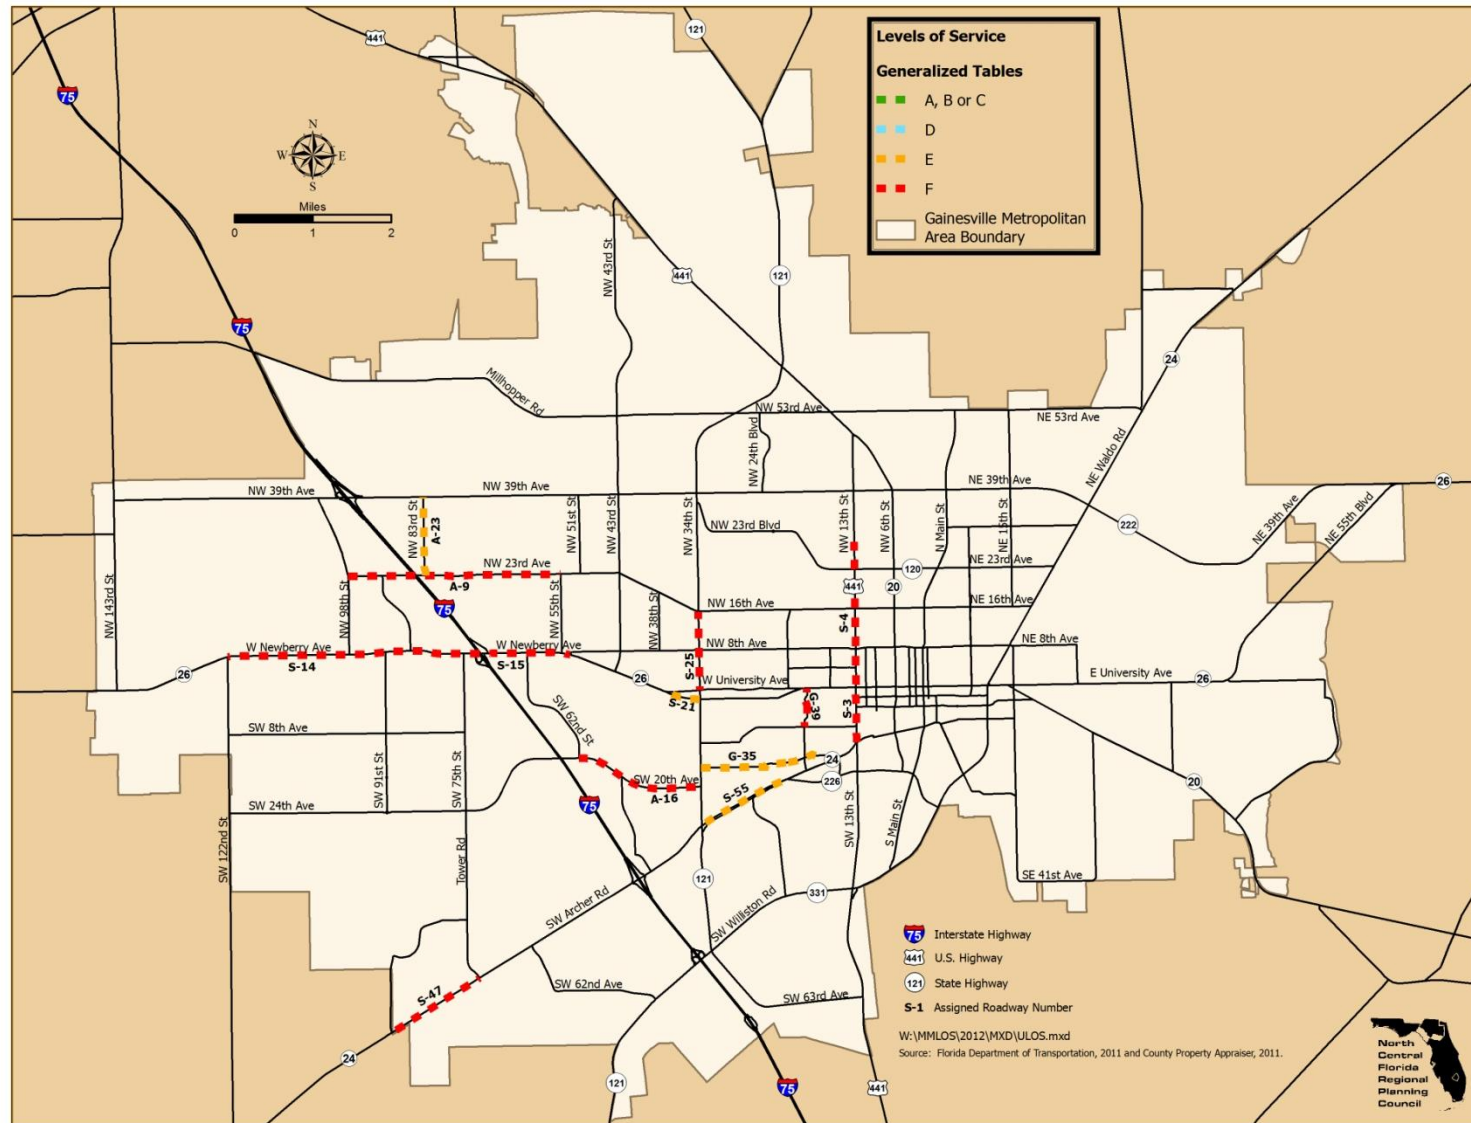 Levels of Service
Generalized Tables
A, B or C
D
E
F
Gainesville Metropolitan
Area Boundary
441
121
75
N
W E
S
Miles
0 1 2
75
NW 43rd St
441
121
24
Millhopper Rd
NW 53rd Ave
NE 53rd Ave
NW 24th Blvd
NE Waldo Rd
NW 39th Ave
NW 39th Ave
NE 39th Ave
26
NW 83rd St
A-23
NW 51st St
NW 43rd St
NW 34th St
NW 23rd Blvd
NW 13th St
NW 6th St
N Main St
NE 15th St
222
NE 39th Ave
NE 55th Blvd
NW 23rd Ave
A-9
120
NE 23rd Ave
NW 143rd St
NW 98th St
75
NW 55th St
NW 38th St
441
20
NW 16th Ave
NE 16th Ave
S-4
W Newberry Ave
S-14
W Newberry Ave
S-15
NW 8th Ave
NE 8th Ave
26
26
S-25
W University Ave
E University Ave
26
S-21
G-39
S-3
SW 8th Ave
SW 62nd St
G-35
24
226
SW 91st St
SW 75th St
SW 20th Ave
A-16
S-55
20
SW 24th Ave
75
SW 122nd St
Tower Rd
SW 13th St
S Main St
121
SE 41st Ave
331
SW Archer Rd
SW Williston Rd
S-47
SW 62nd Ave
SW 63rd Ave
24
121
75
441
75 Interstate Highway
441 U.S. Highway
121 State Highway
S-1 Assigned Roadway Number
W:\MMLOS\2012\MXD\ULOS.mxd
Source: Florida Department of Transportation, 2011 and County Property Appraiser, 2011.
North
Central
Florida
Regional
Planning
Council